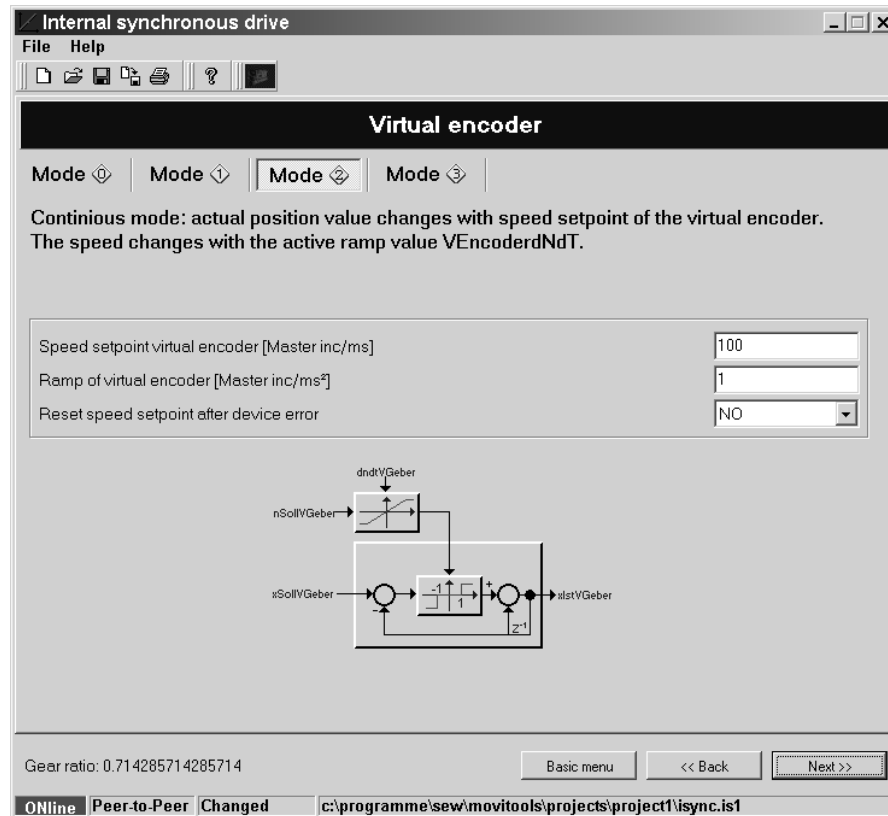 Internal synchronous drive
File Help
?
Virtual encoder
Mode 0 Mode 1 Mode 2 Mode 3
Continious mode: actual position value changes with speed setpoint of the virtual encoder.
The speed changes with the active ramp value VEncoderdNdT.
Speed setpoint virtual encoder [Master inc/ms] 100
Ramp of virtual encoder [Master inc/ms²] 1
Reset speed setpoint after device error NO
dndtVGeber
nSollVGeber
xSollVGeber
-1
1
+
-
xIstVGeber
Z⁻¹
Gear ratio: 0.714285714285714
Basic menu << Back Next >>
ONline Peer-to-Peer Changed c:\programme\sew\movitools\projects\project1\isync.is1